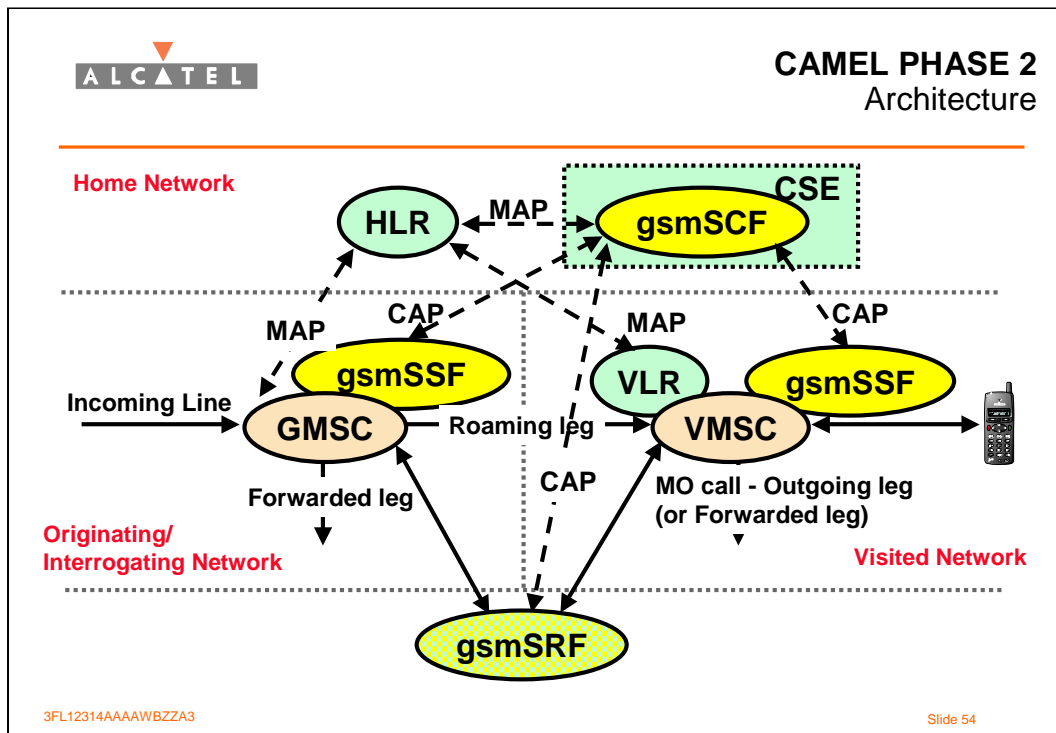 ALCATEL
CAMEL PHASE 2
Architecture
Home Network
CSE
HLR
MAP
gsmSCF
MAP
CAP
MAP
CAP
gsmSSF
VLR
gsmSSF
Incoming Line
GMSC
Roaming leg
VMSC
Forwarded leg
CAP
MO call - Outgoing leg
(or Forwarded leg)
Originating/
Interrogating Network
Visited Network
gsmSRF
3FL12314AAAAWBZZA3
Slide 54